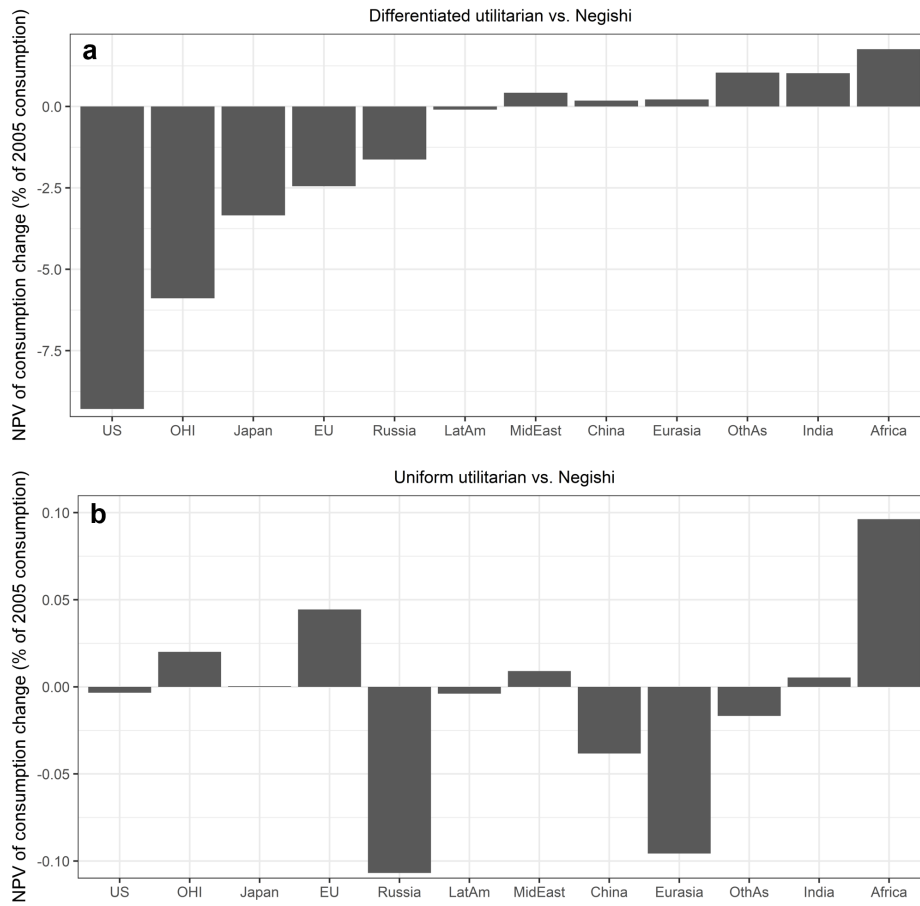 Differentiated utilitarian vs. Negishi
a
NPV of consumption change (% of 2005 consumption)
0.0
-2.5
-5.0
-7.5
US OHI Japan EU Russia LatAm MidEast China Eurasia OthAs India Africa
Uniform utilitarian vs. Negishi
b
NPV of consumption change (% of 2005 consumption)
0.10
0.05
0.00
-0.05
-0.10
US OHI Japan EU Russia LatAm MidEast China Eurasia OthAs India Africa